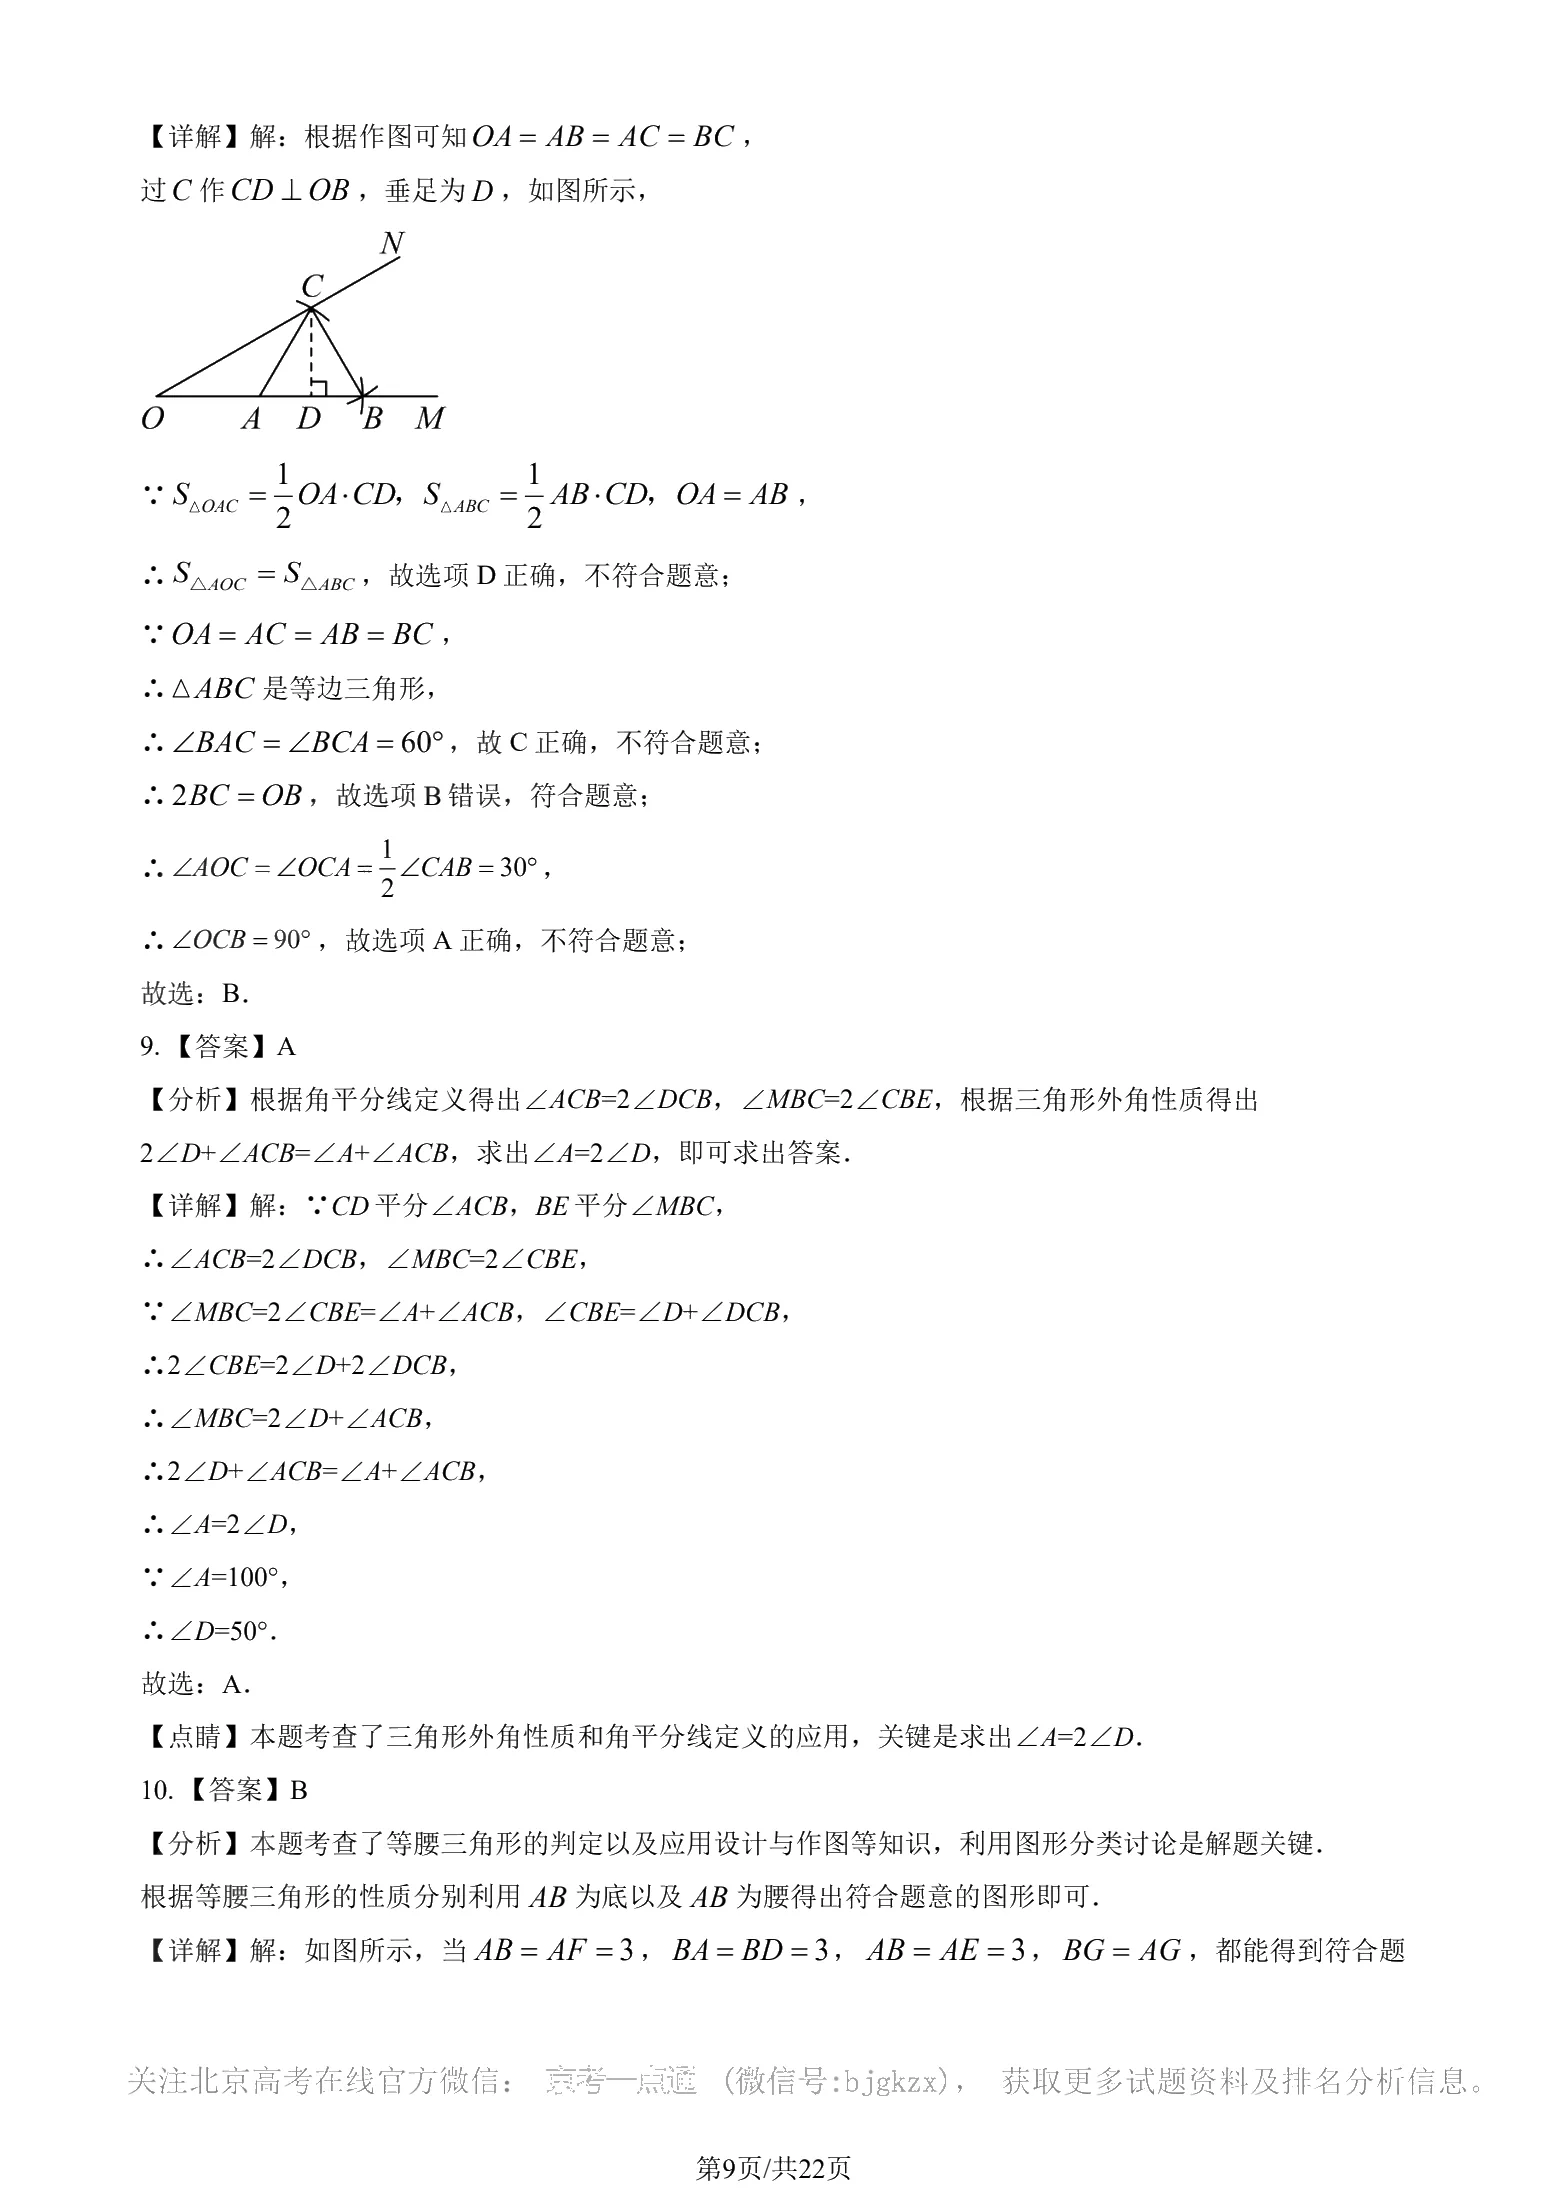 【详解】解：根据作图可知OA = AB = AC = BC，
过C作CD⊥OB，垂足为D，如图所示，
N
C
O A D B M
∵S△OAC = 1/2 OA·CD，S△ABC = 1/2 AB·CD，OA = AB，
∴S△AOC = S△ABC，故选项 D 正确，不符合题意；
∵OA = AC = AB = BC，
∴△ABC 是等边三角形，
∴∠BAC = ∠BCA = 60°，故 C 正确，不符合题意；
∴2BC = OB，故选项 B 错误，符合题意；
∴∠AOC = ∠OCA = 1/2 ∠CAB = 30°，
∴∠OCB = 90°，故选项 A 正确，不符合题意；
故选：B．
9. 【答案】A
【分析】根据角平分线定义得出∠ACB=2∠DCB，∠MBC=2∠CBE，根据三角形外角性质得出
2∠D+∠ACB=∠A+∠ACB，求出∠A=2∠D，即可求出答案．
【详解】解：∵CD 平分∠ACB，BE 平分∠MBC，
∴∠ACB=2∠DCB，∠MBC=2∠CBE，
∵∠MBC=2∠CBE=∠A+∠ACB，∠CBE=∠D+∠DCB，
∴2∠CBE=2∠D+2∠DCB，
∴∠MBC=2∠D+∠ACB，
∴2∠D+∠ACB=∠A+∠ACB，
∴∠A=2∠D，
∵∠A=100°，
∴∠D=50°．
故选：A．
【点睛】本题考查了三角形外角性质和角平分线定义的应用，关键是求出∠A=2∠D．
10. 【答案】B
【分析】本题考查了等腰三角形的判定以及应用设计与作图等知识，利用图形分类讨论是解题关键．
根据等腰三角形的性质分别利用 AB 为底以及 AB 为腰得出符合题意的图形即可．
【详解】解：如图所示，当 AB = AF = 3，BA = BD = 3，AB = AE = 3，BG = AG，都能得到符合题
关注北京高考在线官方微信： 京考一点通 (微信号:bjgkzx)， 获取更多试题资料及排名分析信息。
第9页/共22页